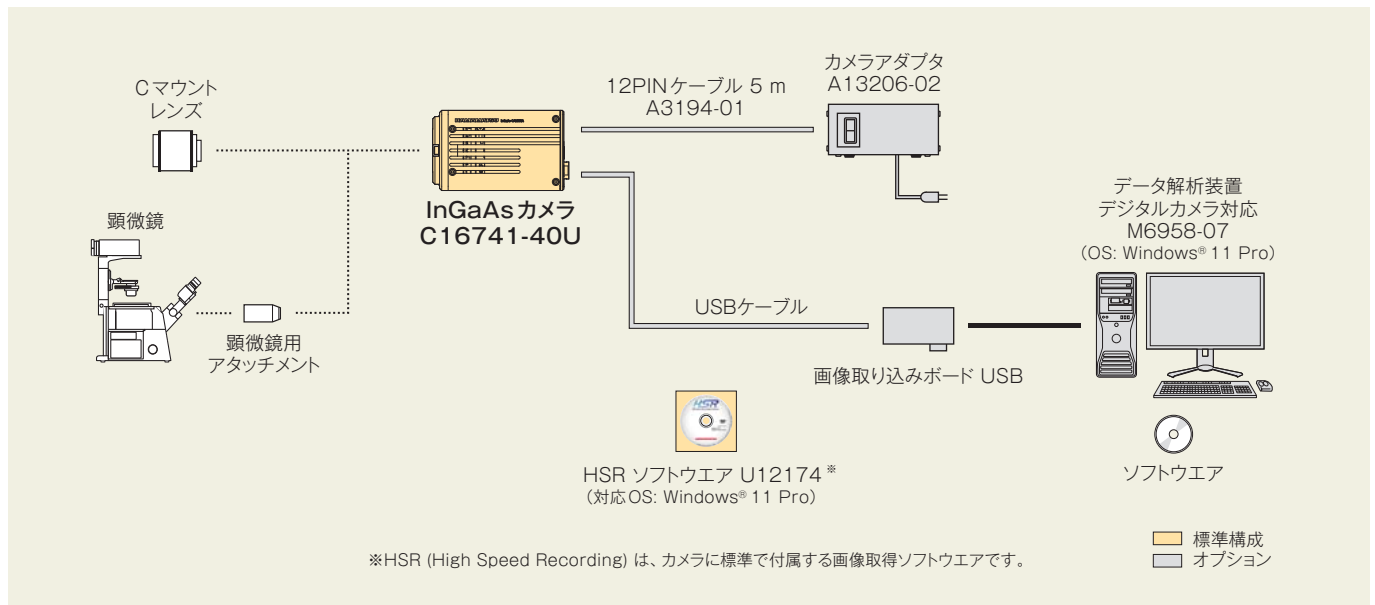 Cマウント
レンズ
12PINケーブル 5 m
A3194-01
カメラアダプタ
A13206-02
HAMAMATSU
InGaAsカメラ
C16741-40U
顕微鏡
顕微鏡用
アタッチメント
データ解析装置
デジタルカメラ対応
M6958-07
(OS: Windows® 11 Pro)
USBケーブル
画像取り込みボード USB
HSR
HSR ソフトウエア U12174※
(対応OS: Windows® 11 Pro)
ソフトウエア
※HSR (High Speed Recording) は、カメラに標準で付属する画像取得ソフトウエアです。
標準構成
オプション